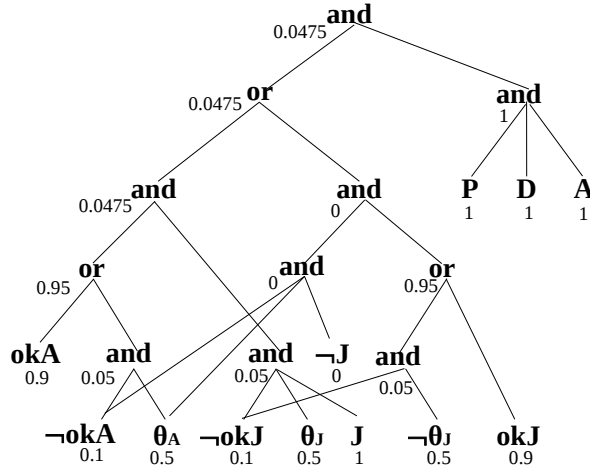 and
0.0475
0.0475 or
and
1
0.0475 and
and
0
P D A
1 1 1
or
0.95
and
0
or
0.95
okA
0.9
and
0.05
and
0.05
¬J
0
and
0.05
¬okA θA ¬okJ θJ J ¬θJ okJ
0.1 0.5 0.1 0.5 1 0.5 0.9